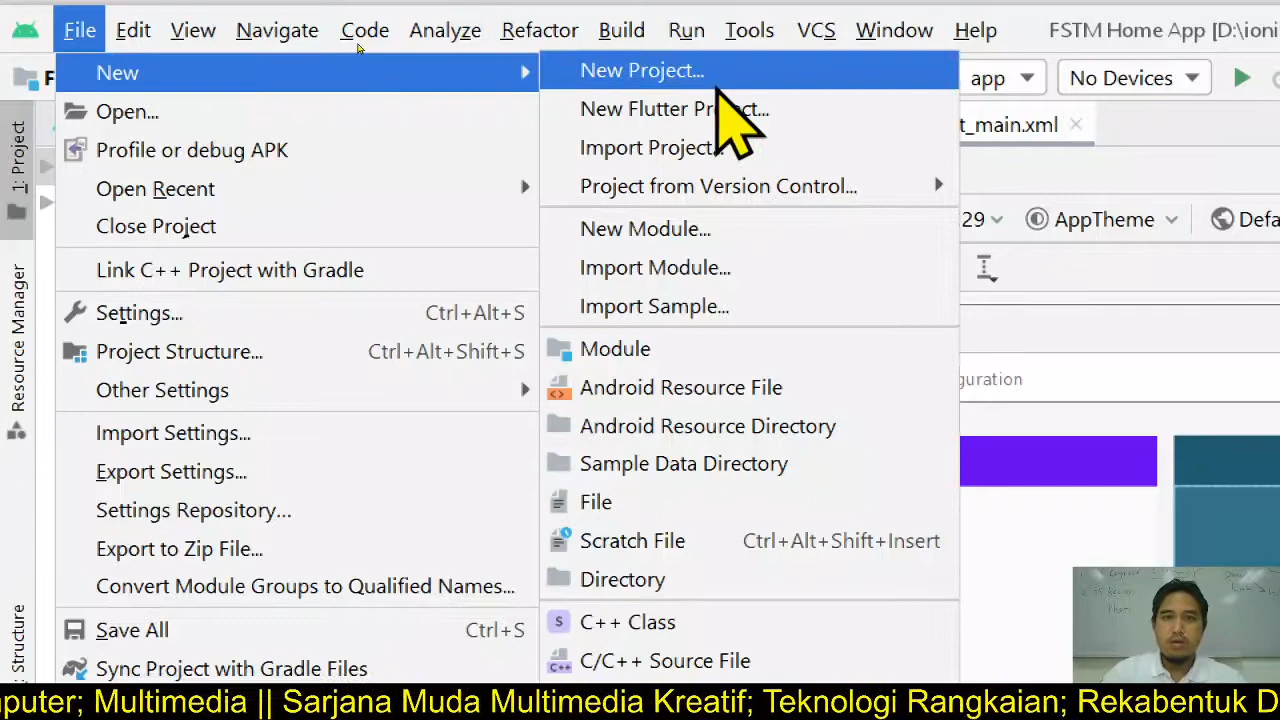 File Edit View Navigate Code Analyze Refactor Build Run Tools VCS Window Help FSTM Home App [D:\ioni
New
Open...
Profile or debug APK
Open Recent
Close Project
Link C++ Project with Gradle
Settings... Ctrl+Alt+S
Project Structure... Ctrl+Alt+Shift+S
Other Settings
Import Settings...
Export Settings...
Settings Repository...
Export to Zip File...
Convert Module Groups to Qualified Names...
Save All Ctrl+S
Sync Project with Gradle Files
New Project...
New Flutter Project...
Import Project...
Project from Version Control...
New Module...
Import Module...
Import Sample...
Module
Android Resource File
Android Resource Directory
Sample Data Directory
File
Scratch File Ctrl+Alt+Shift+Insert
Directory
C++ Class
C/C++ Source File
F
app No Devices
t_main.xml
29 AppTheme Defa
guration
1: Project
Resource Manager
Structure
nputer; Multimedia || Sarjana Muda Multimedia Kreatif; Teknologi Rangkaian; Rekabentuk D